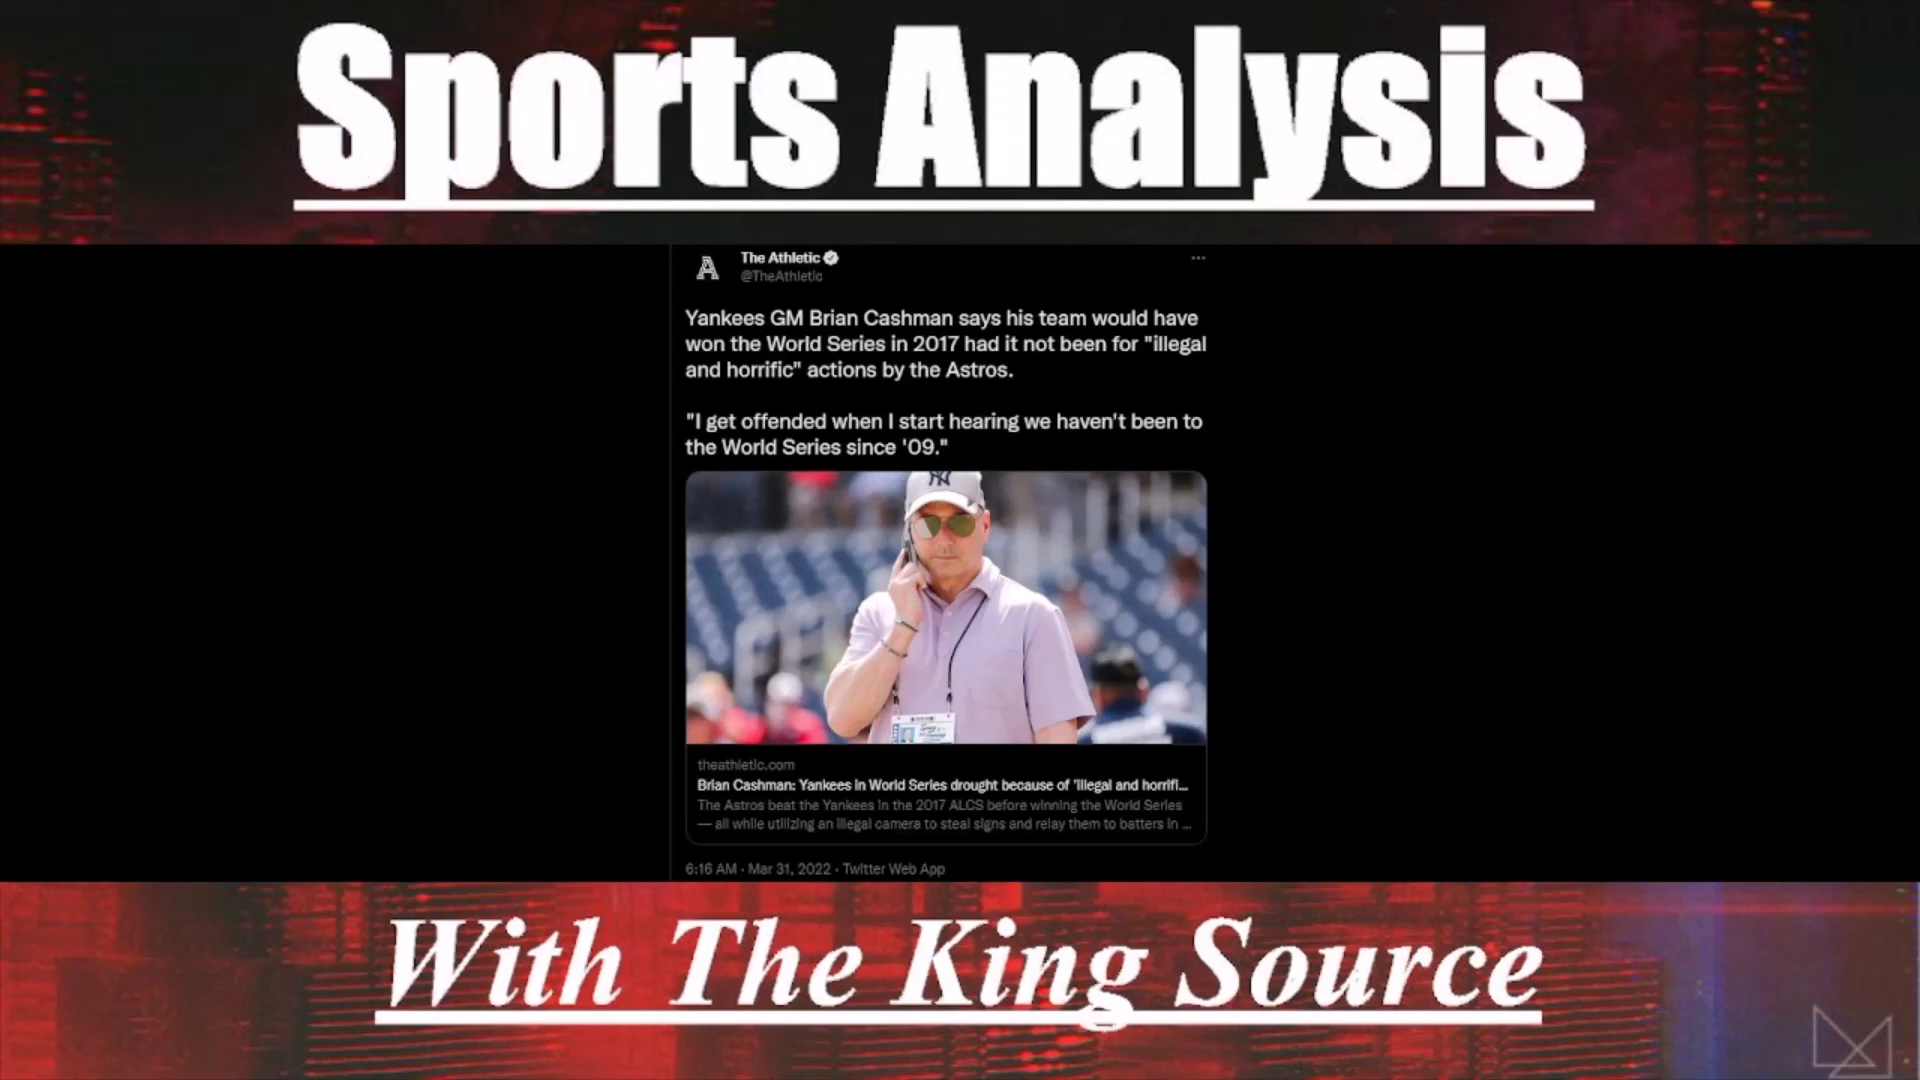 Sports Analysis
The Athletic
@TheAthletic
Yankees GM Brian Cashman says his team would have
won the World Series in 2017 had it not been for "illegal
and horrific" actions by the Astros.
"I get offended when I start hearing we haven't been to
the World Series since '09."
NY
theathletic.com
Brian Cashman: Yankees in World Series drought because of 'illegal and horrifi...
The Astros beat the Yankees in the 2017 ALCS before winning the World Series
— all while utilizing an illegal camera to steal signs and relay them to batters in ...
6:16 AM · Mar 31, 2022 · Twitter Web App
With The King Source